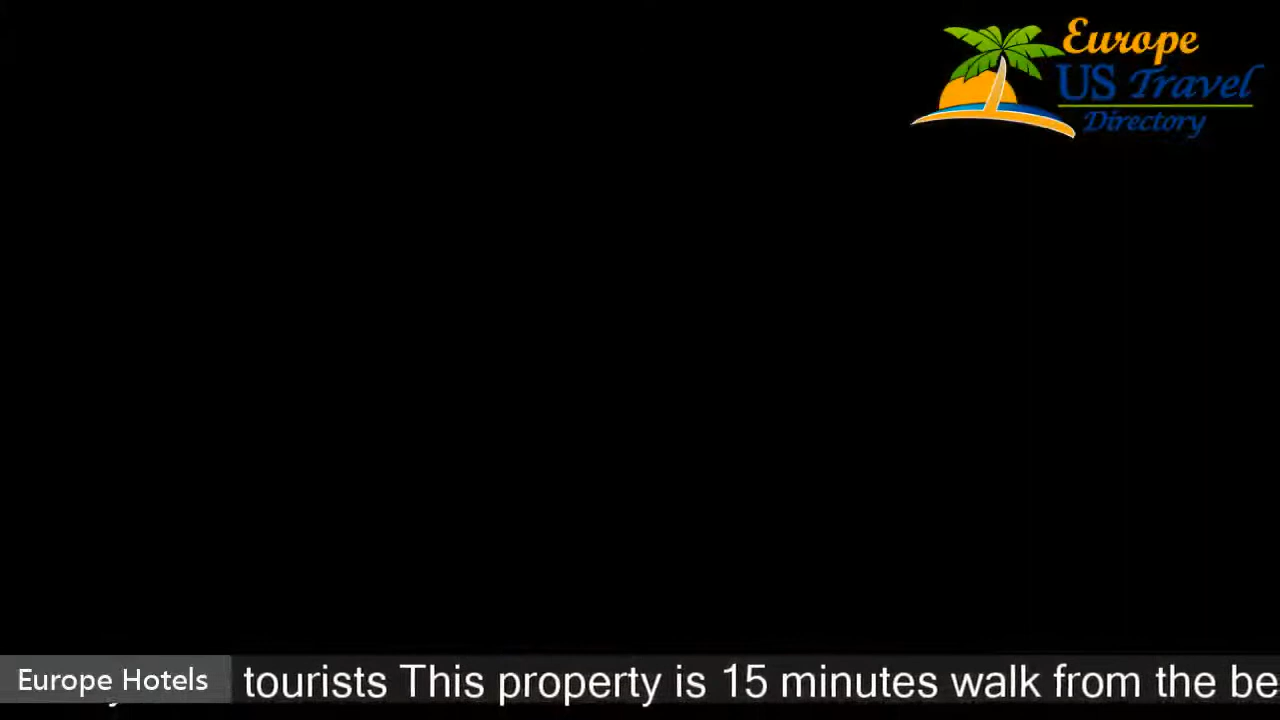 Europe
US Travel
Directory
Europe Hotels
tourists This property is 15 minutes walk from the